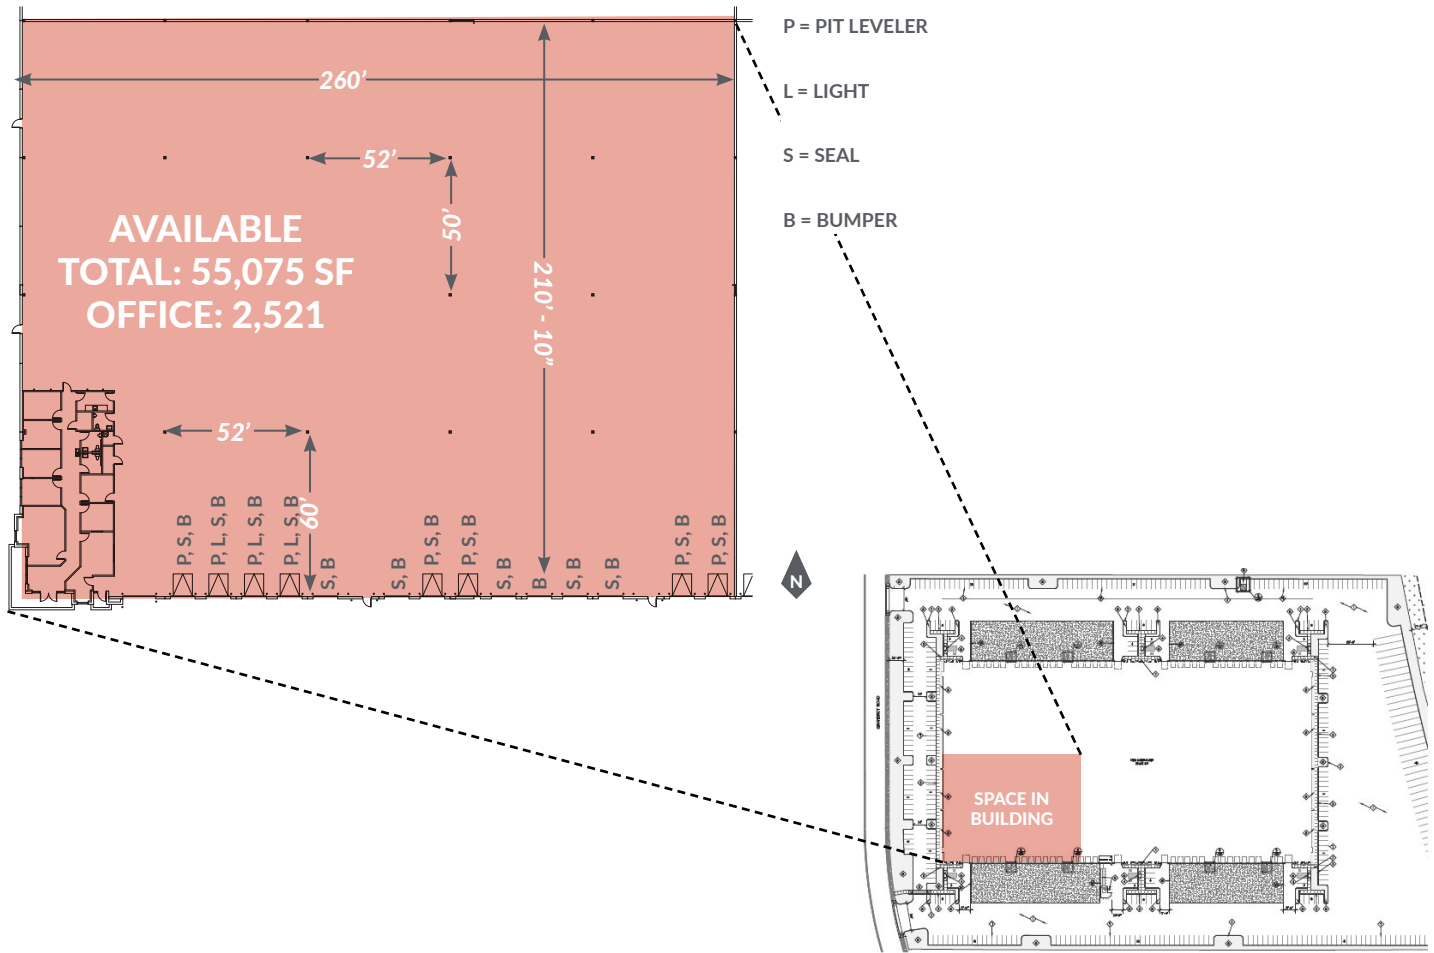 P = PIT LEVELER
L = LIGHT
S = SEAL
B = BUMPER
260’
52’
50’
210’ - 10”
AVAILABLE
TOTAL: 55,075 SF
OFFICE: 2,521
52’
60’
P, S, B
P, L, S, B
P, L, S, B
P, L, S, B
S, B
S, B
P, S, B
P, S, B
S, B
B
S, B
S, B
P, S, B
P, S, B
N
SPACE IN
BUILDING